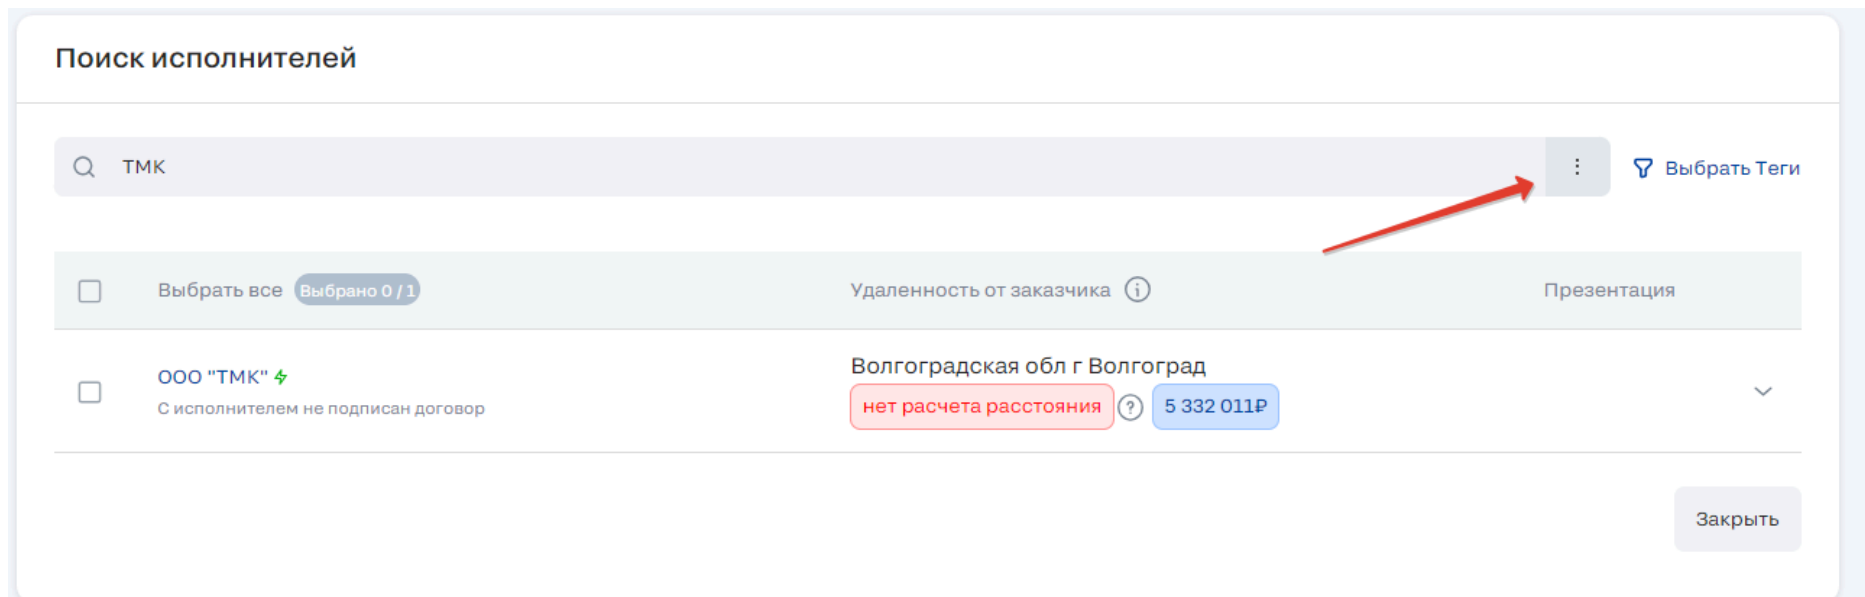 Поиск исполнителей
ТМК
Выбрать Теги
Выбрать все Выбрано 0 / 1 Удаленность от заказчика Презентация
ООО "ТМК"
С исполнителем не подписан договор
Волгоградская обл г Волгоград
нет расчета расстояния 5 332 011₽
Закрыть